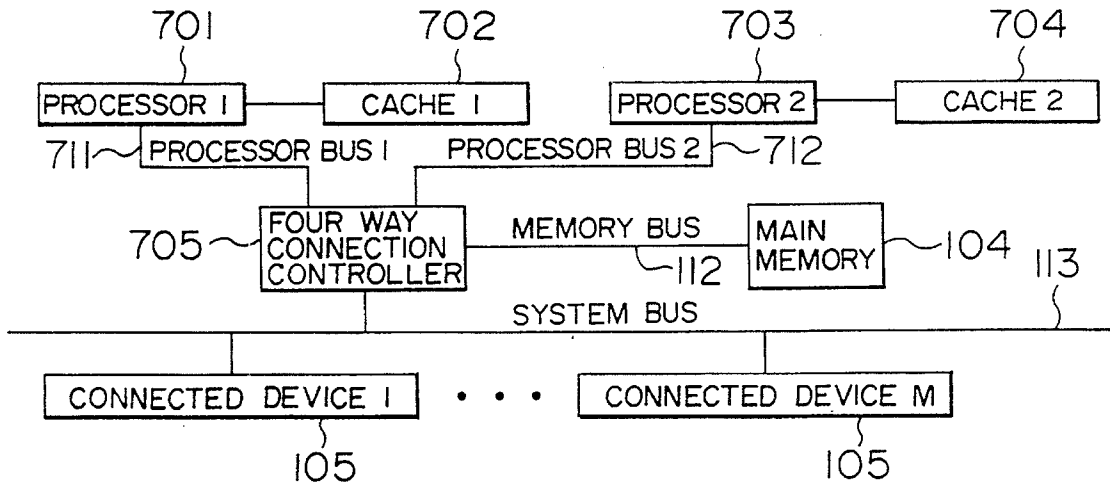 701 702 703 704
PROCESSOR 1 CACHE 1 PROCESSOR 2 CACHE 2
711 PROCESSOR BUS 1 PROCESSOR BUS 2 712
705
FOUR WAY
CONNECTION
CONTROLLER
MEMORY BUS
112
MAIN
MEMORY
104
113
SYSTEM BUS
CONNECTED DEVICE 1 • • • CONNECTED DEVICE M
105 105